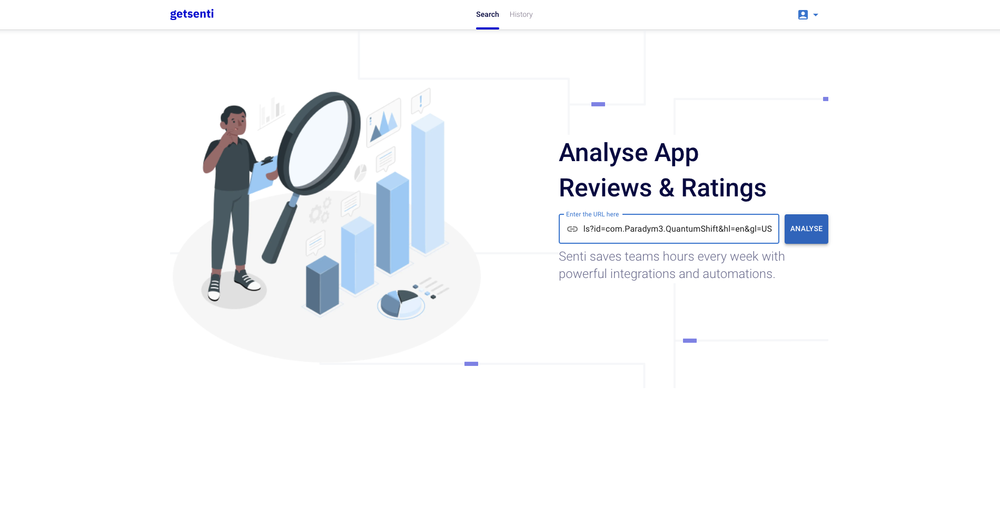 getsenti
Search
History
Analyse App
Reviews & Ratings
Enter the URL here
ls?id=com.Paradym3.QuantumShift&hl=en&gl=US
ANALYSE
Senti saves teams hours every week with
powerful integrations and automations.
!